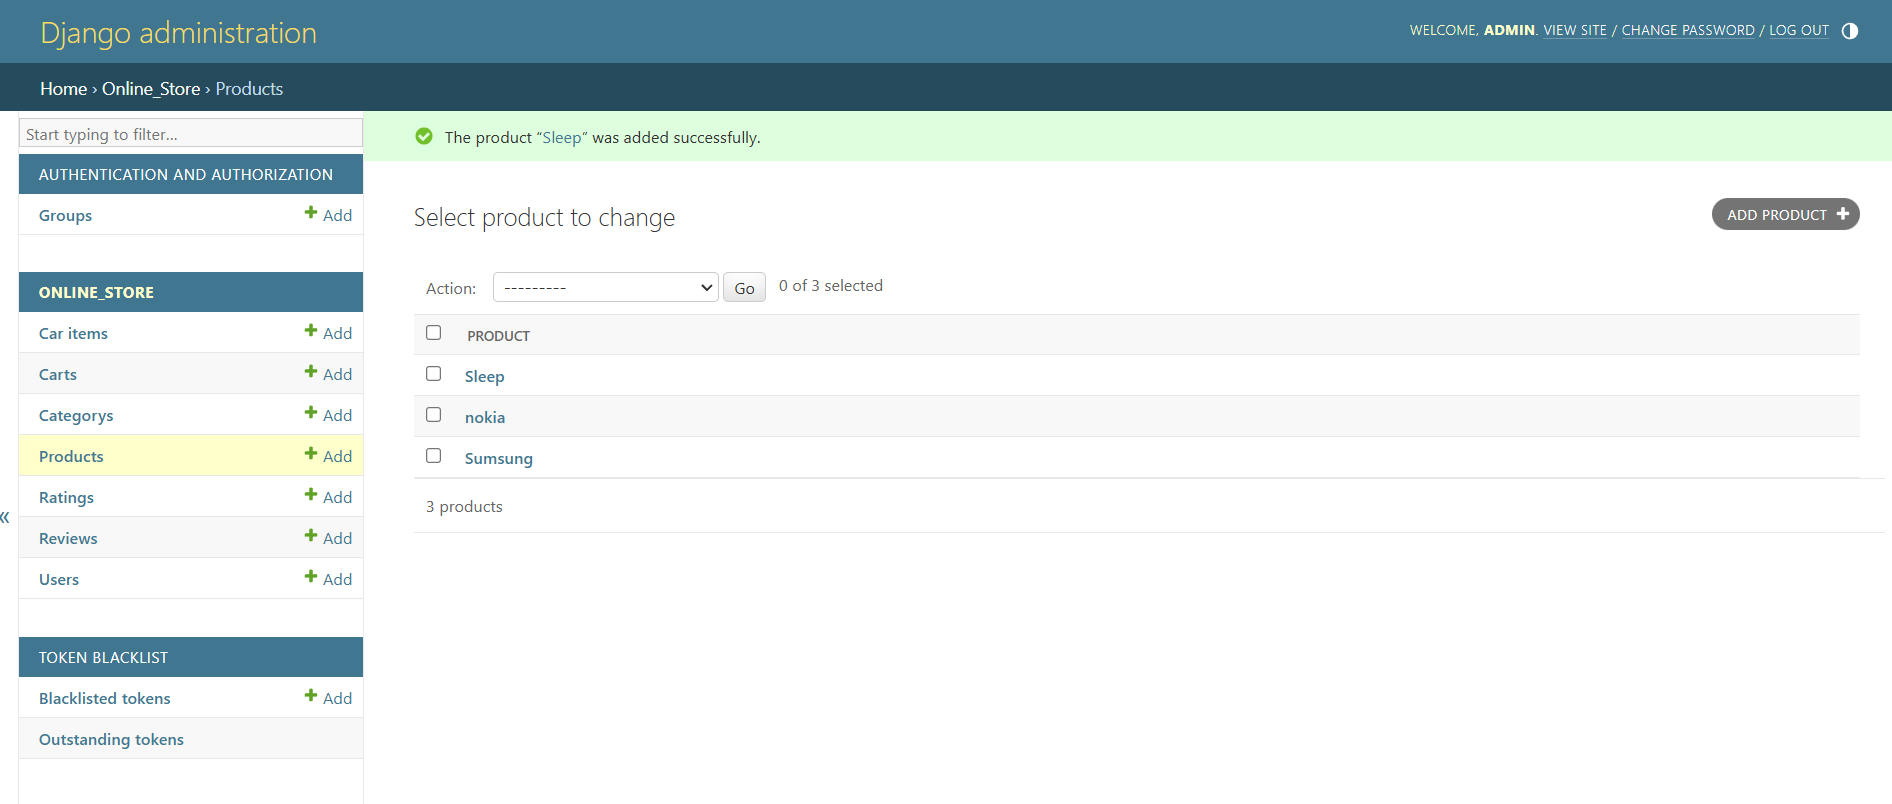 Django administration
WELCOME, ADMIN. VIEW SITE / CHANGE PASSWORD / LOG OUT
Home › Online_Store › Products
Start typing to filter...
AUTHENTICATION AND AUTHORIZATION
Groups Add
ONLINE_STORE
Car items Add
Carts Add
Categorys Add
Products Add
Ratings Add
Reviews Add
Users Add
TOKEN BLACKLIST
Blacklisted tokens Add
Outstanding tokens
«
The product “Sleep” was added successfully.
Select product to change
ADD PRODUCT
Action: --------- Go 0 of 3 selected
PRODUCT
Sleep
nokia
Sumsung
3 products